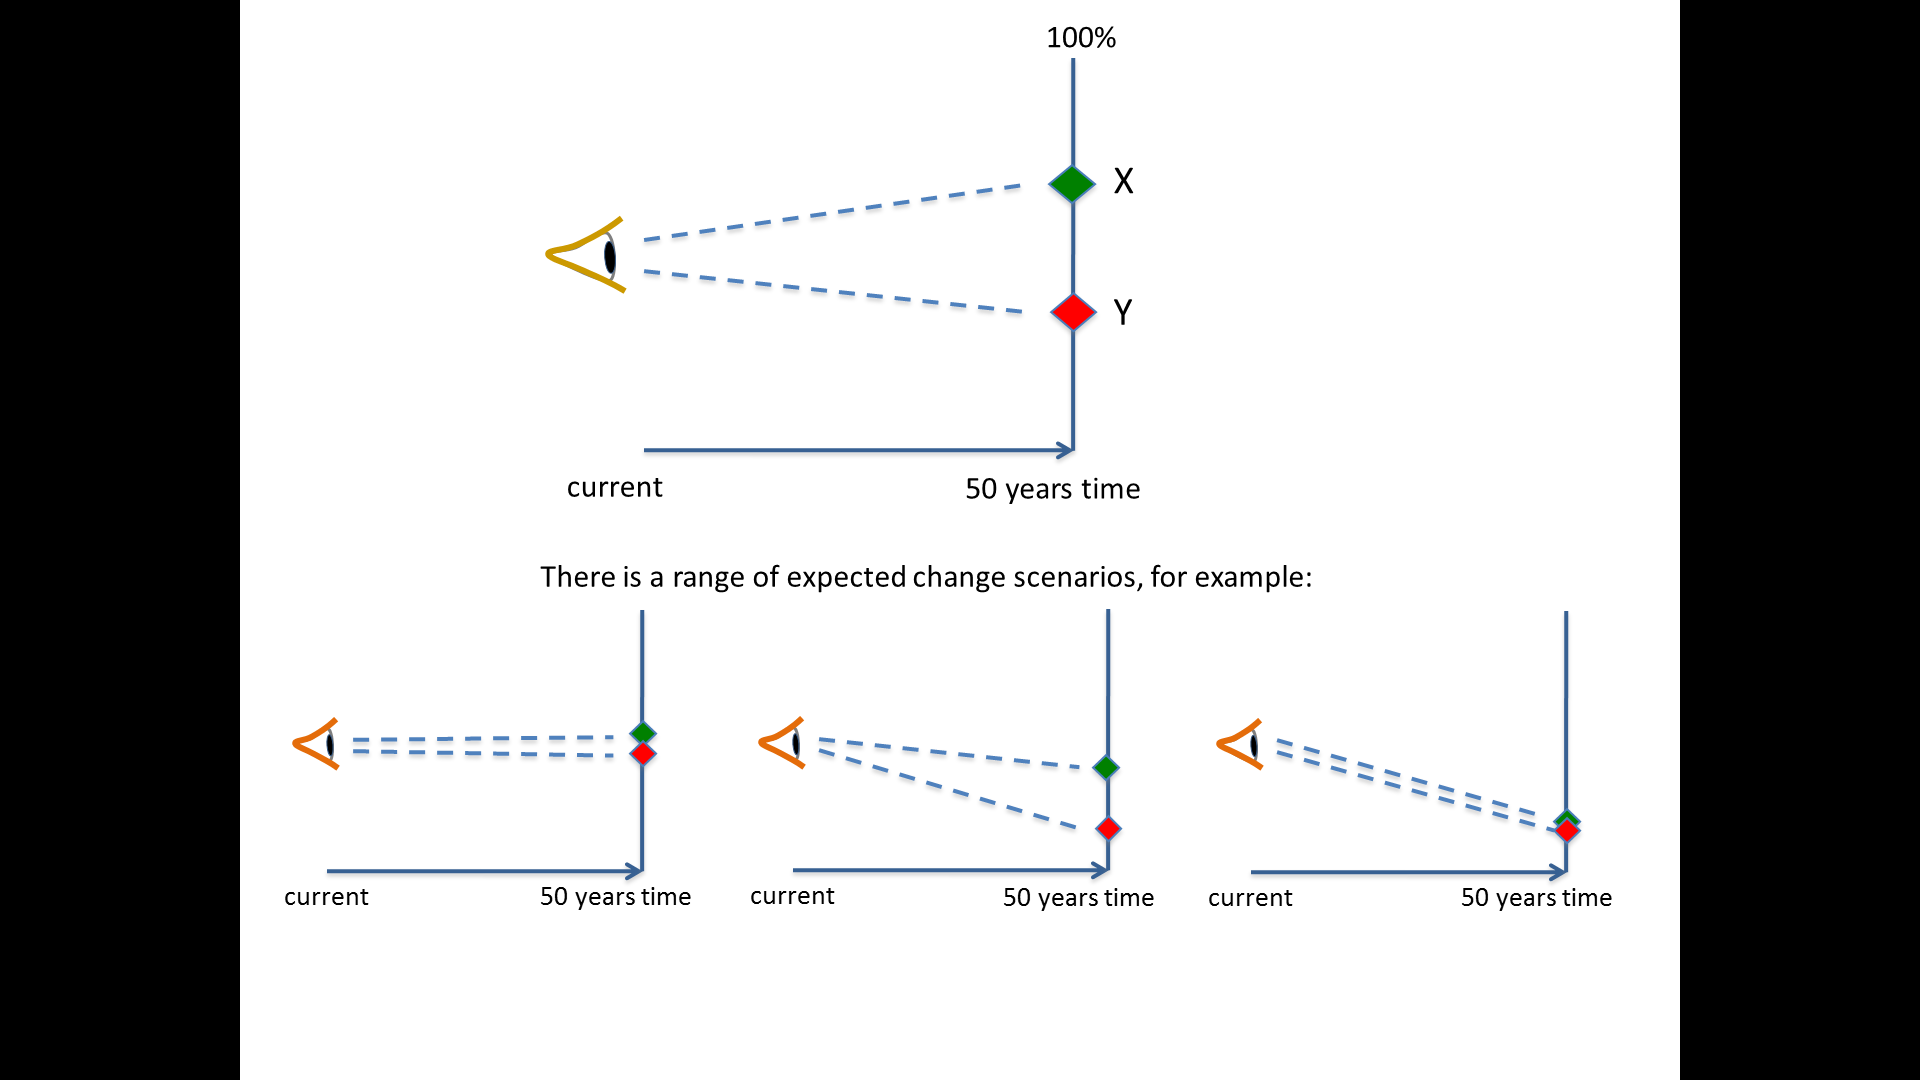 100%
X
Y
current
50 years time
There is a range of expected change scenarios, for example:
current
50 years time
current
50 years time
current
50 years time